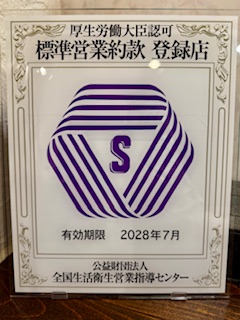 厚生労働大臣認可
標準営業約款 登録店
S
有効期限 2028年7月
公益財団法人
全国生活衛生営業指導センター